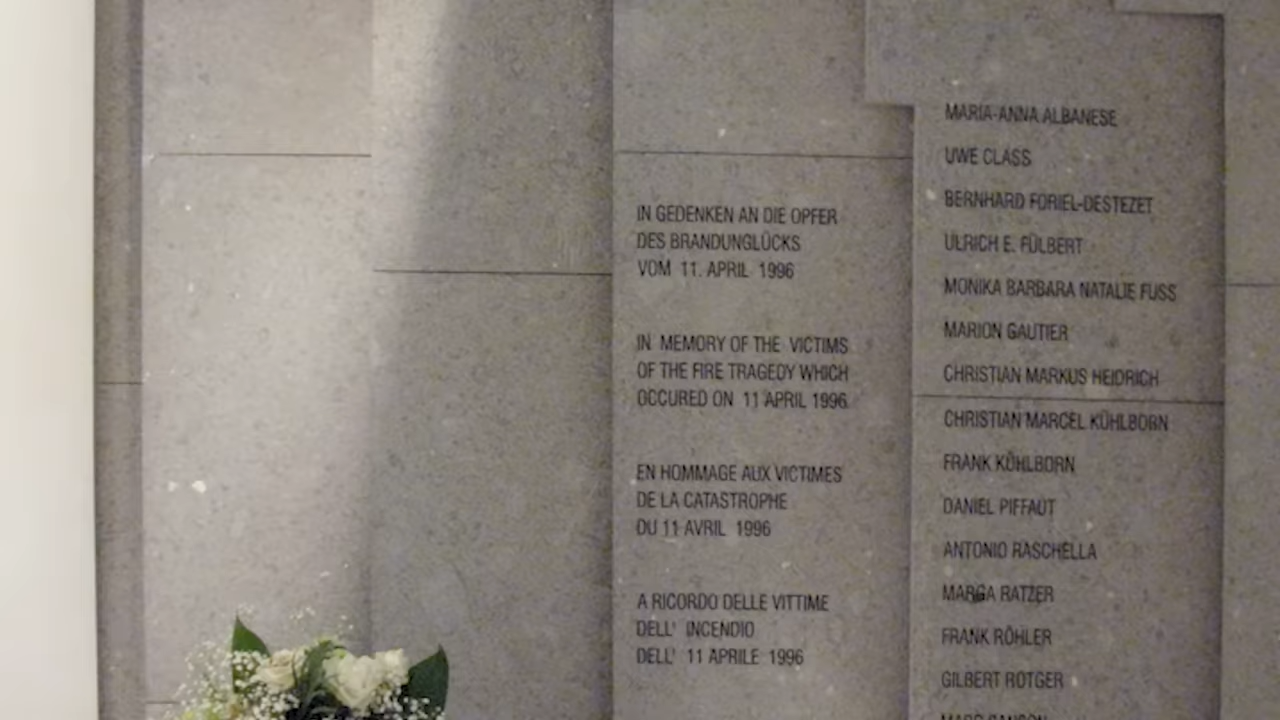 IN GEDENKEN AN DIE OPFER
DES BRANDUNGLÜCKS
VOM 11. APRIL 1996
IN MEMORY OF THE VICTIMS
OF THE FIRE TRAGEDY WHICH
OCCURED ON 11 APRIL 1996
EN HOMMAGE AUX VICTIMES
DE LA CATASTROPHE
DU 11 AVRIL 1996
A RICORDO DELLE VITTIME
DELL' INCENDIO
DELL' 11 APRILE 1996
MARIA-ANNA ALBANESE
UWE CLASS
BERNHARD FORIEL-DESTEZET
ULRICH E. FÜLBERT
MONIKA BARBARA NATALIE FUSS
MARION GAUTIER
CHRISTIAN MARKUS HEIDRICH
CHRISTIAN MARCEL KÜHLBORN
FRANK KÜHLBORN
DANIEL PIFFAUT
ANTONIO RASCHELLA
MARGA RATZER
FRANK RÖHLER
GILBERT ROTGER